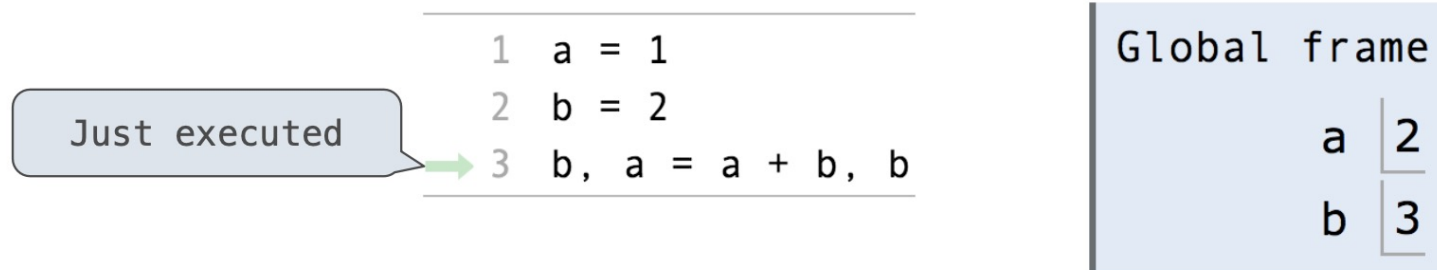 Just executed
1 a = 1
2 b = 2
3 b, a = a + b, b
Global frame
a 2
b 3